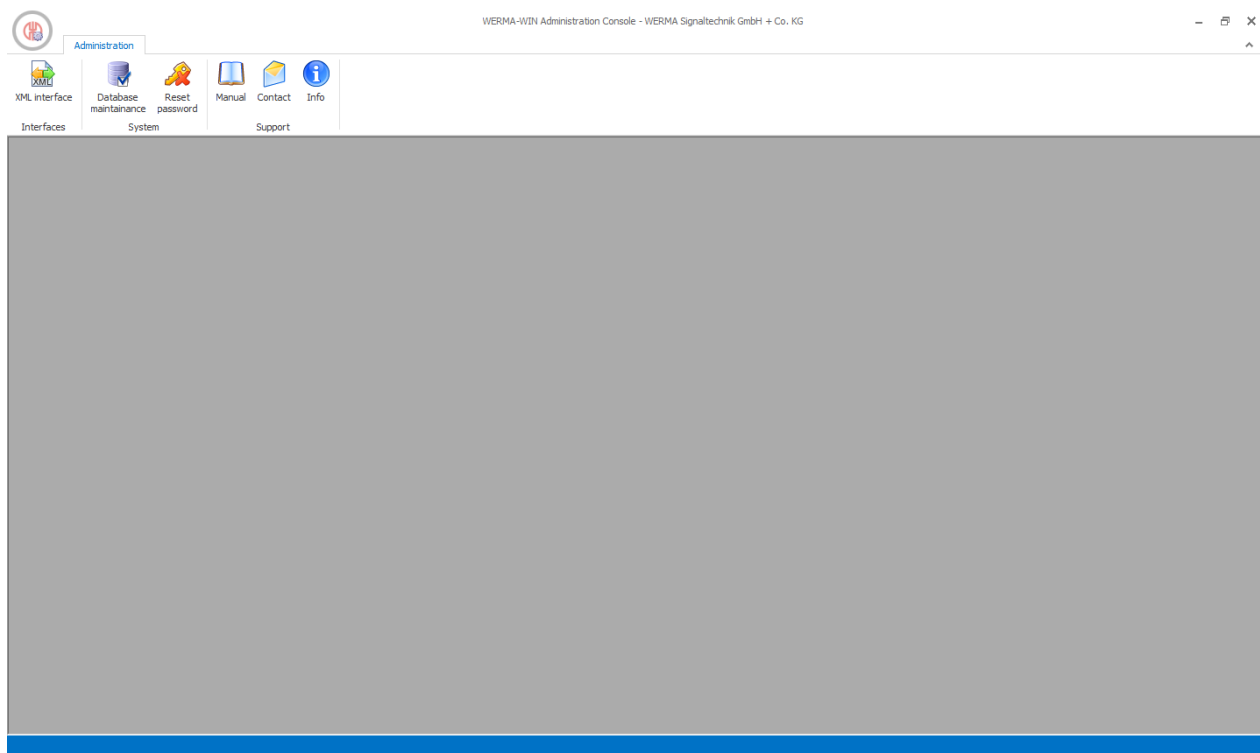 WERMA-WIN Administration Console - WERMA Signaltechnik GmbH + Co. KG
Administration
XML
XML interface
Database
maintainance
Reset
password
Manual
Contact
Info
Interfaces
System
Support